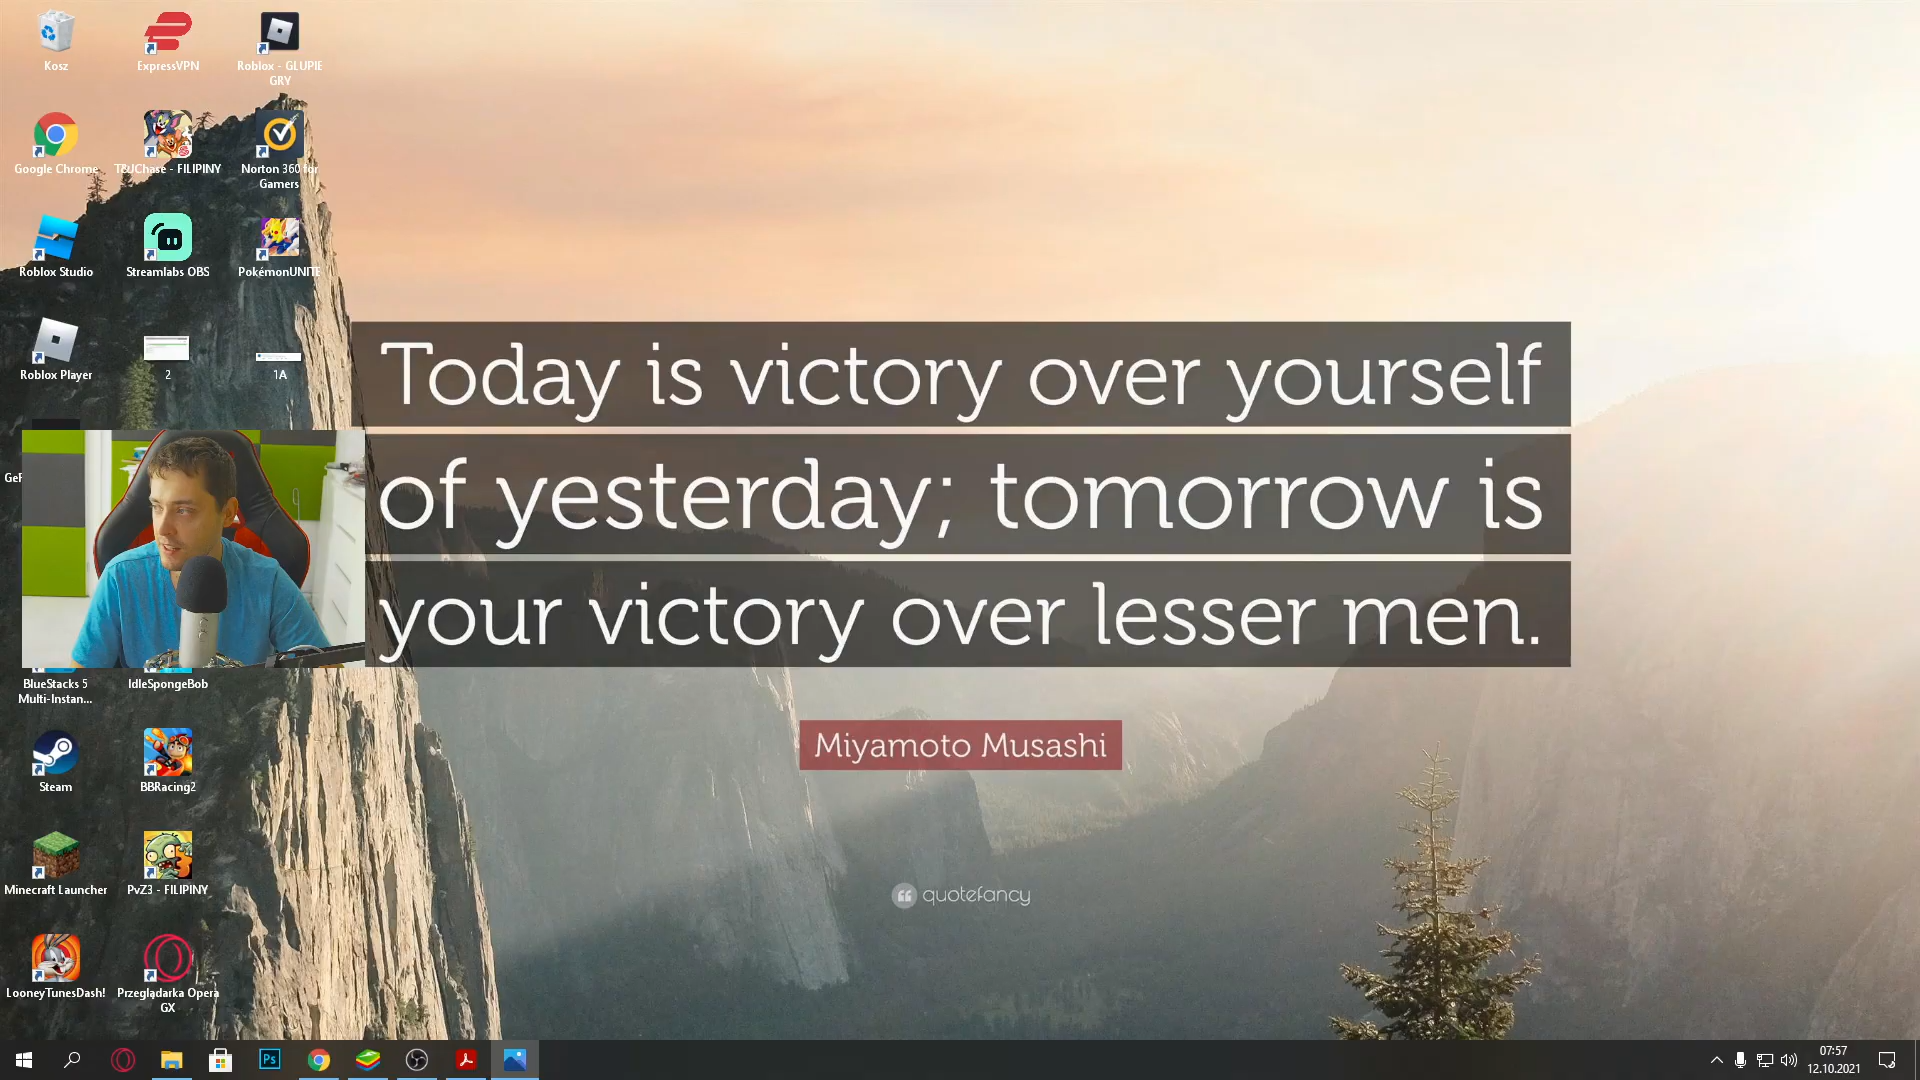 Kosz
ExpressVPN
Roblox - GLUPIE
GRY
Google Chrome
T&JChase - FILIPINY
Norton 360 for
Gamers
Roblox Studio
Streamlabs OBS
PokémonUNITE
Roblox Player
2
1A
Today is victory over yourself
of yesterday; tomorrow is
your victory over lesser men.
BlueStacks 5
Multi-Instan...
IdleSpongeBob
Miyamoto Musashi
Steam
BBRacing2
Minecraft Launcher
PvZ3 - FILIPINY
quotefancy
LooneyTunesDash!
Przeglądarka Opera
GX
Ps
07:57
12.10.2021